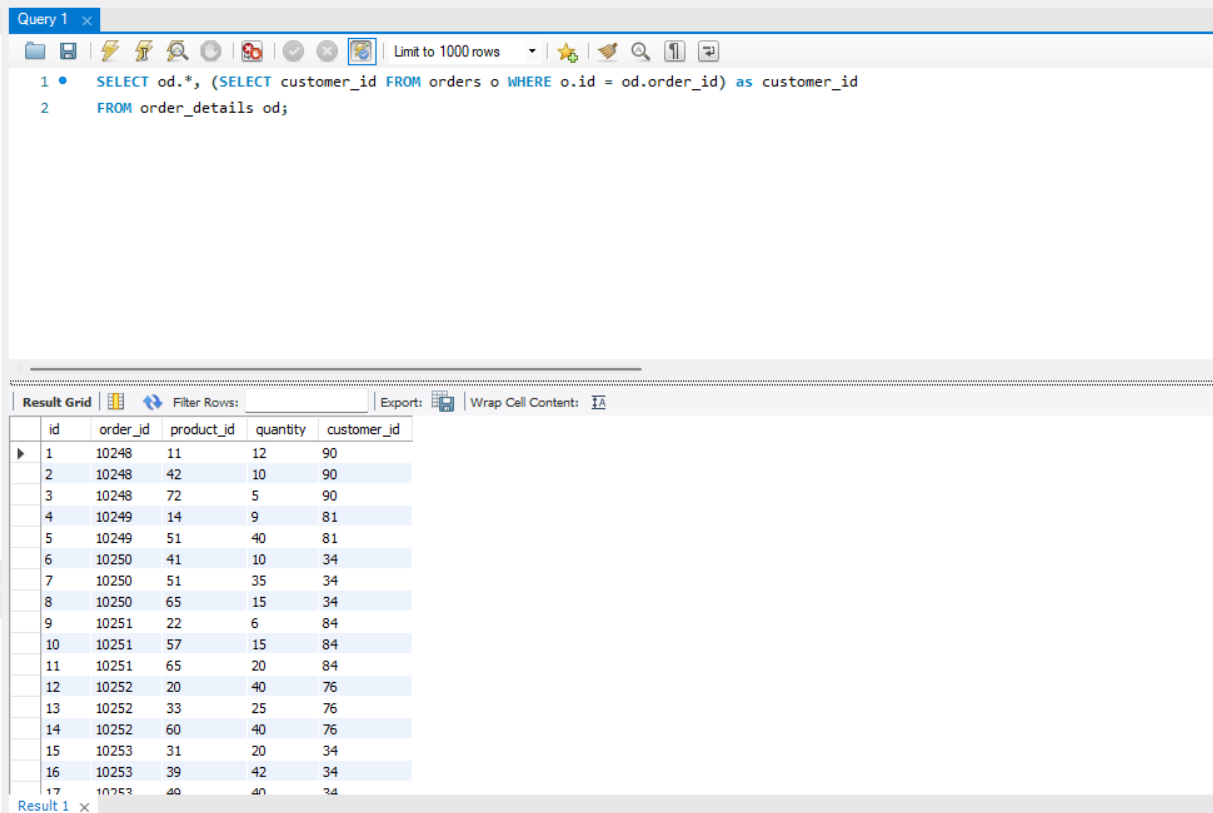 Query 1 ×
Limit to 1000 rows
1 SELECT od.*, (SELECT customer_id FROM orders o WHERE o.id = od.order_id) as customer_id
2 FROM order_details od;
Result Grid Filter Rows: Export: Wrap Cell Content: IA
id order_id product_id quantity customer_id
1 10248 11 12 90
2 10248 42 10 90
3 10248 72 5 90
4 10249 14 9 81
5 10249 51 40 81
6 10250 41 10 34
7 10250 51 35 34
8 10250 65 15 34
9 10251 22 6 84
10 10251 57 15 84
11 10251 65 20 84
12 10252 20 40 76
13 10252 33 25 76
14 10252 60 40 76
15 10253 31 20 34
16 10253 39 42 34
17 10253 49 40 34
Result 1 ×